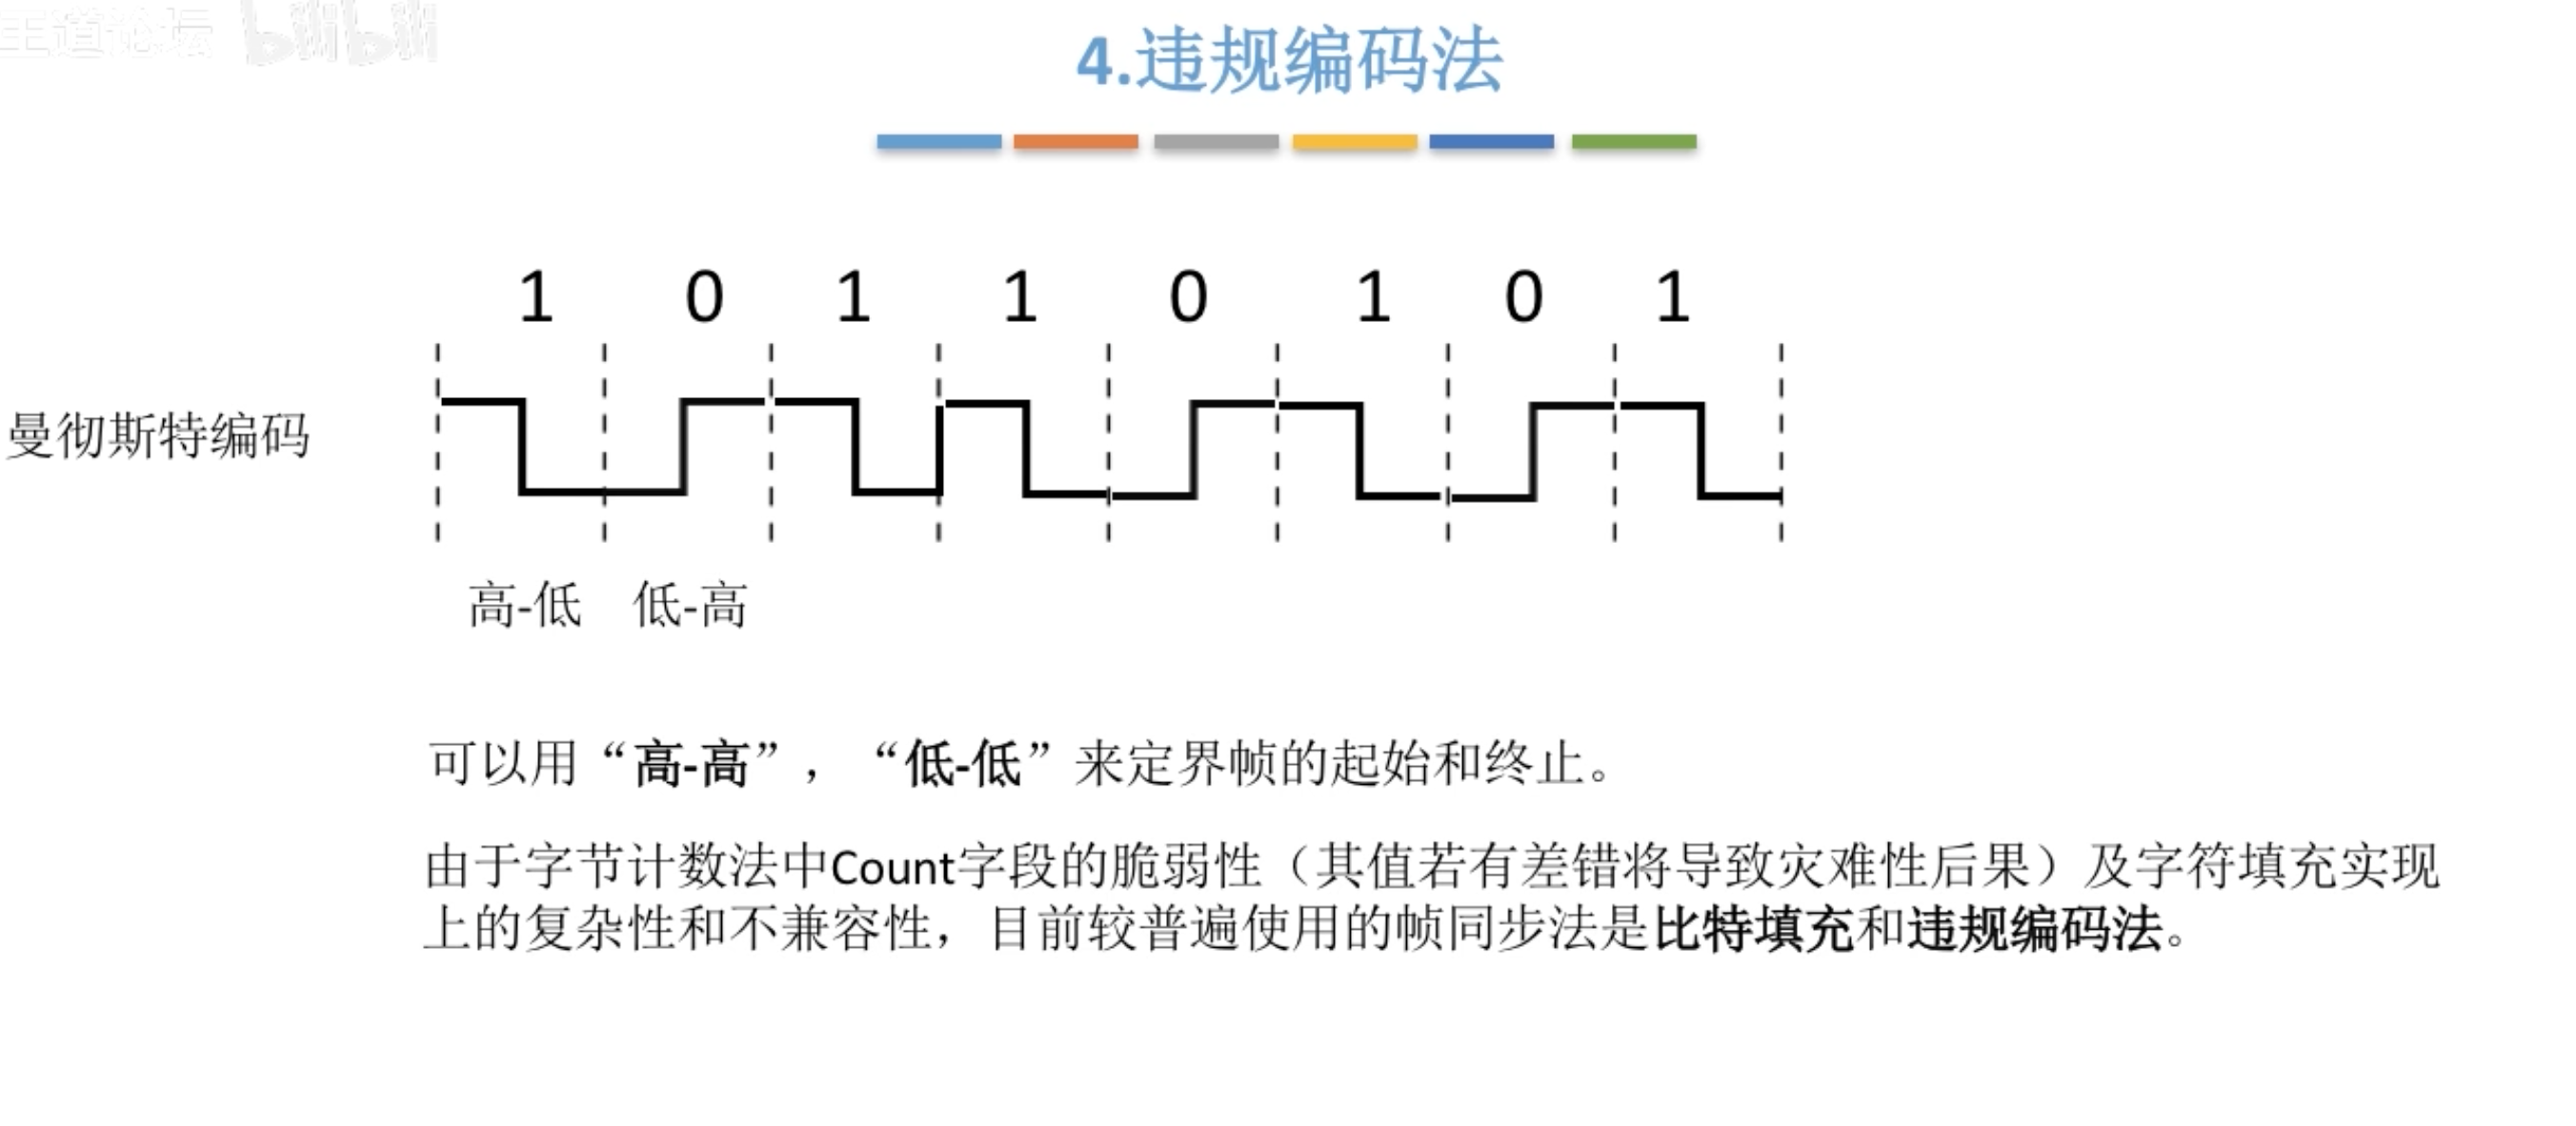 王道论坛 bilibili
4.违规编码法
1 0 1 1 0 1 0 1
曼彻斯特编码
高-低 低-高
可以用“高-高”，“低-低”来定界帧的起始和终止。
由于字节计数法中Count字段的脆弱性（其值若有差错将导致灾难性后果）及字符填充实现
上的复杂性和不兼容性，目前较普遍使用的帧同步法是比特填充和违规编码法。